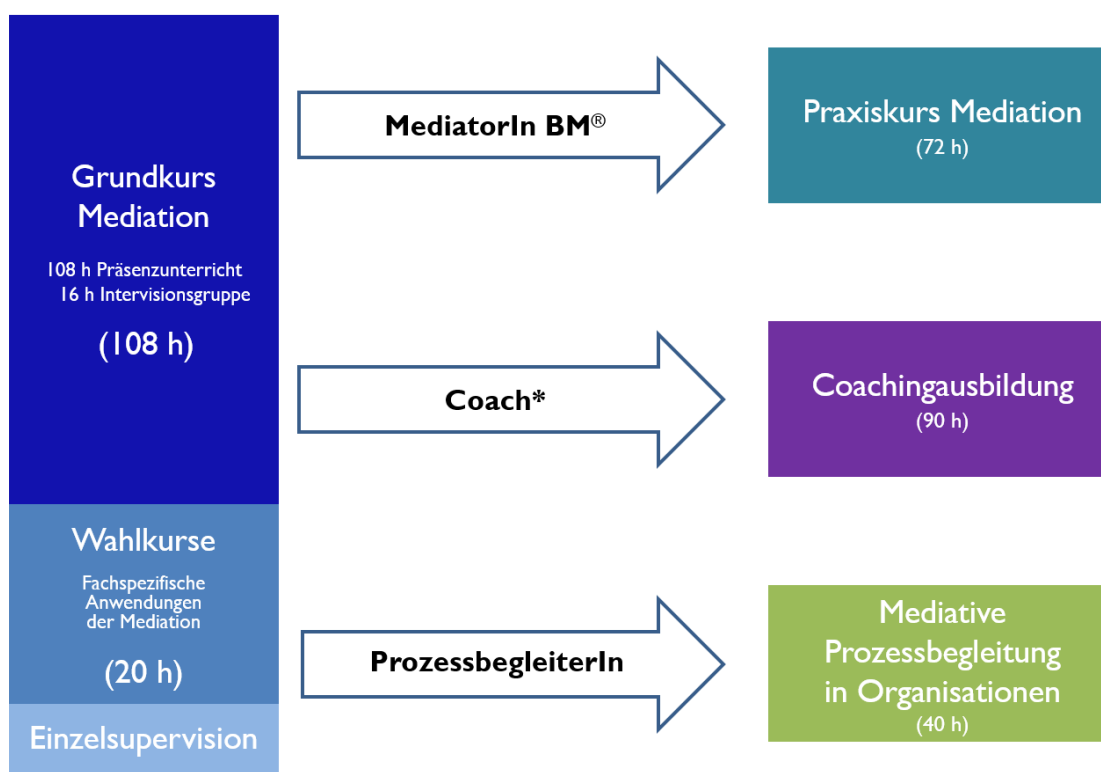 Grundkurs
Mediation
108 h Präsenzunterricht
16 h Intervisionsgruppe
(108 h)
Wahlkurse
Fachspezifische
Anwendungen
der Mediation
(20 h)
Einzelsupervision
MediatorIn BM®
Coach*
ProzessbegleiterIn
Praxiskurs Mediation
(72 h)
Coachingausbildung
(90 h)
Mediative
Prozessbegleitung
in Organisationen
(40 h)